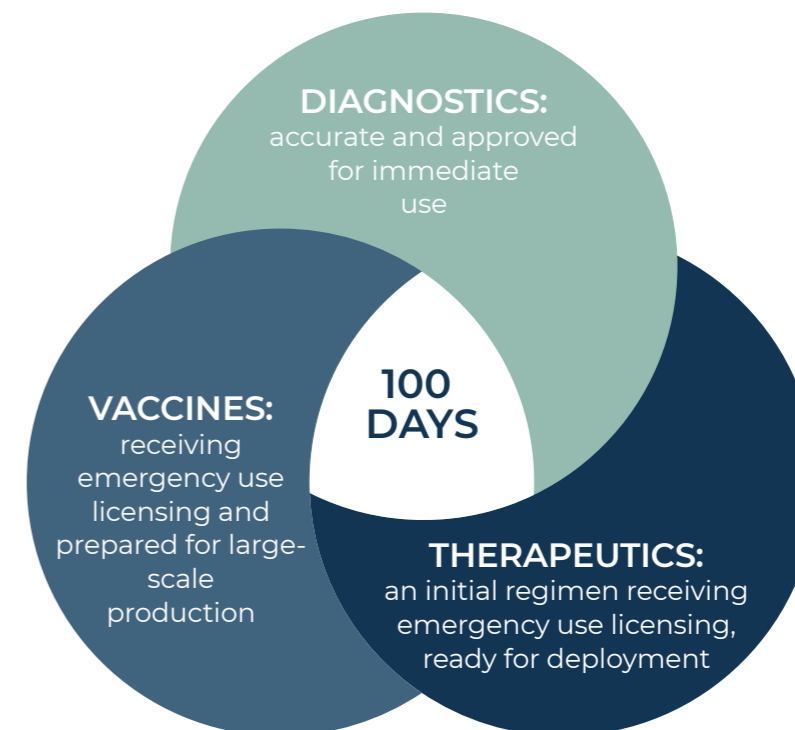 DIAGNOSTICS:
accurate and approved
for immediate
use
100
DAYS
VACCINES:
receiving
emergency use
licensing and
prepared for large-
scale
production
THERAPEUTICS:
an initial regimen receiving
emergency use licensing,
ready for deployment